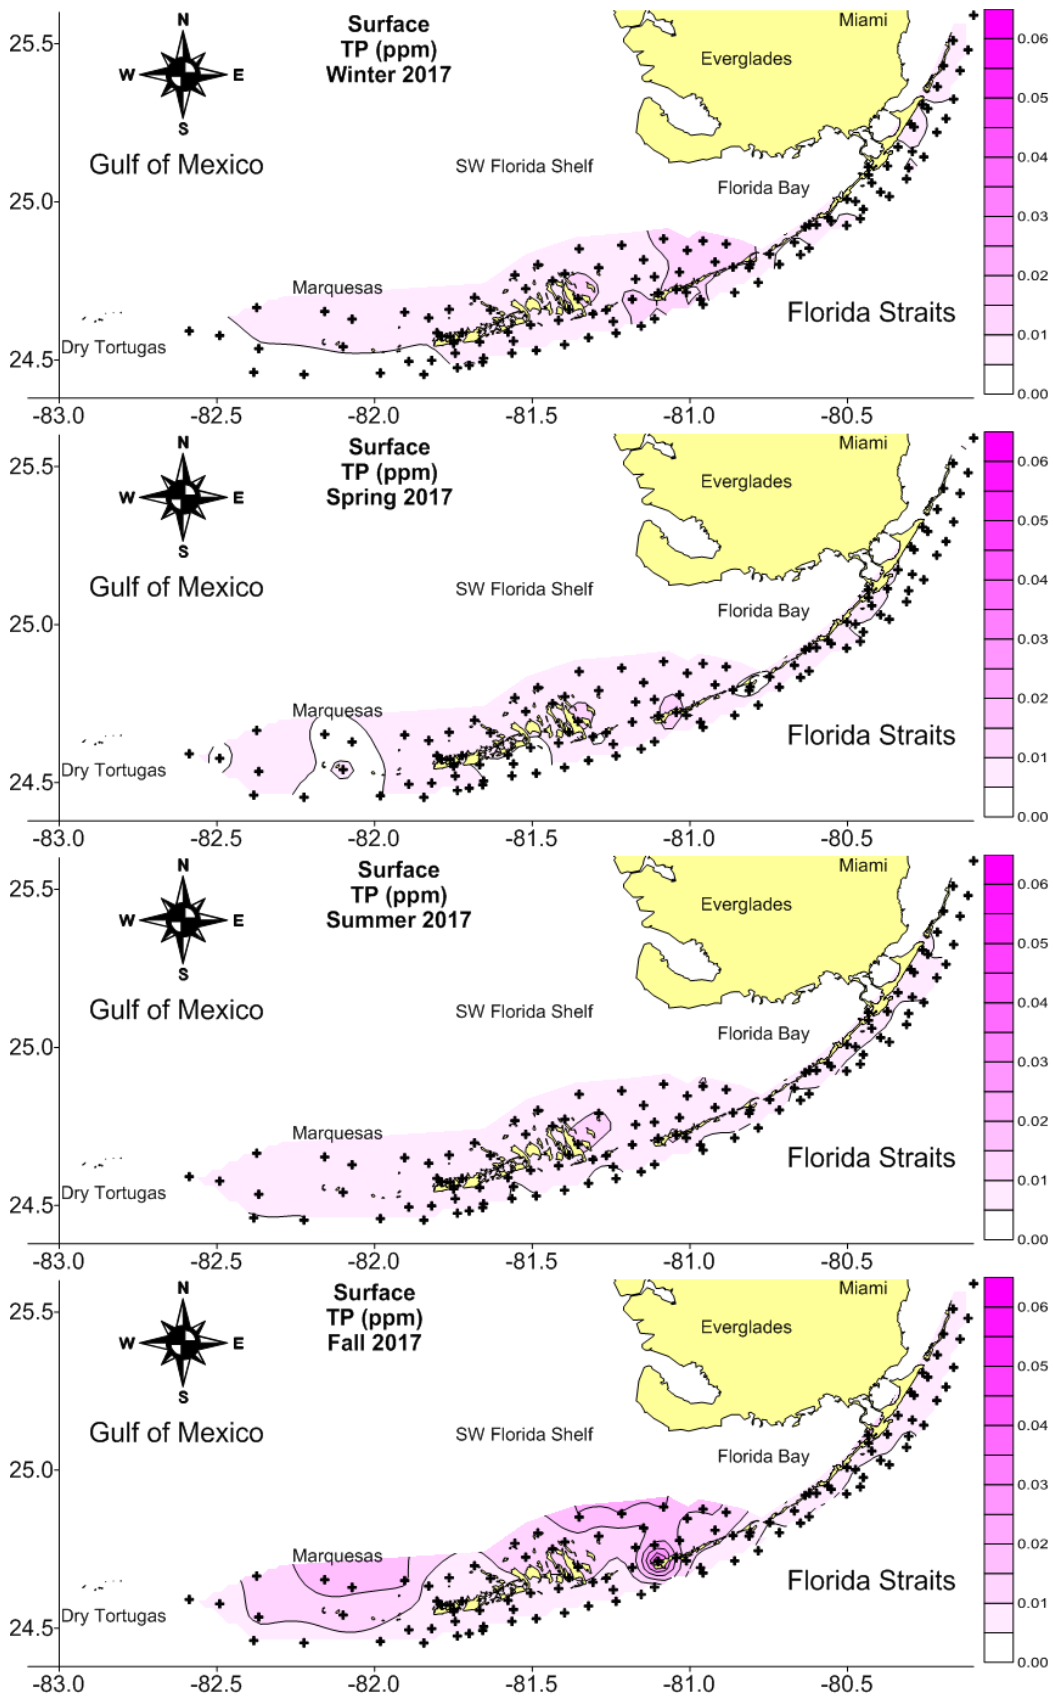 Surface
TP (ppm)
Winter 2017
N
W E
S
Miami
Everglades
Gulf of Mexico
SW Florida Shelf
Florida Bay
Marquesas
Florida Straits
Dry Tortugas
25.5
25.0
24.5
-83.0 -82.5 -82.0 -81.5 -81.0 -80.5
0.06
0.05
0.04
0.03
0.02
0.01
0.00
Surface
TP (ppm)
Spring 2017
N
W E
S
Miami
Everglades
Gulf of Mexico
SW Florida Shelf
Florida Bay
Marquesas
Florida Straits
Dry Tortugas
25.5
25.0
24.5
-83.0 -82.5 -82.0 -81.5 -81.0 -80.5
0.06
0.05
0.04
0.03
0.02
0.01
0.00
Surface
TP (ppm)
Summer 2017
N
W E
S
Miami
Everglades
Gulf of Mexico
SW Florida Shelf
Florida Bay
Marquesas
Florida Straits
Dry Tortugas
25.5
25.0
24.5
-83.0 -82.5 -82.0 -81.5 -81.0 -80.5
0.06
0.05
0.04
0.03
0.02
0.01
0.00
Surface
TP (ppm)
Fall 2017
N
W E
S
Miami
Everglades
Gulf of Mexico
SW Florida Shelf
Florida Bay
Marquesas
Florida Straits
Dry Tortugas
25.5
25.0
24.5
-83.0 -82.5 -82.0 -81.5 -81.0 -80.5
0.06
0.05
0.04
0.03
0.02
0.01
0.00